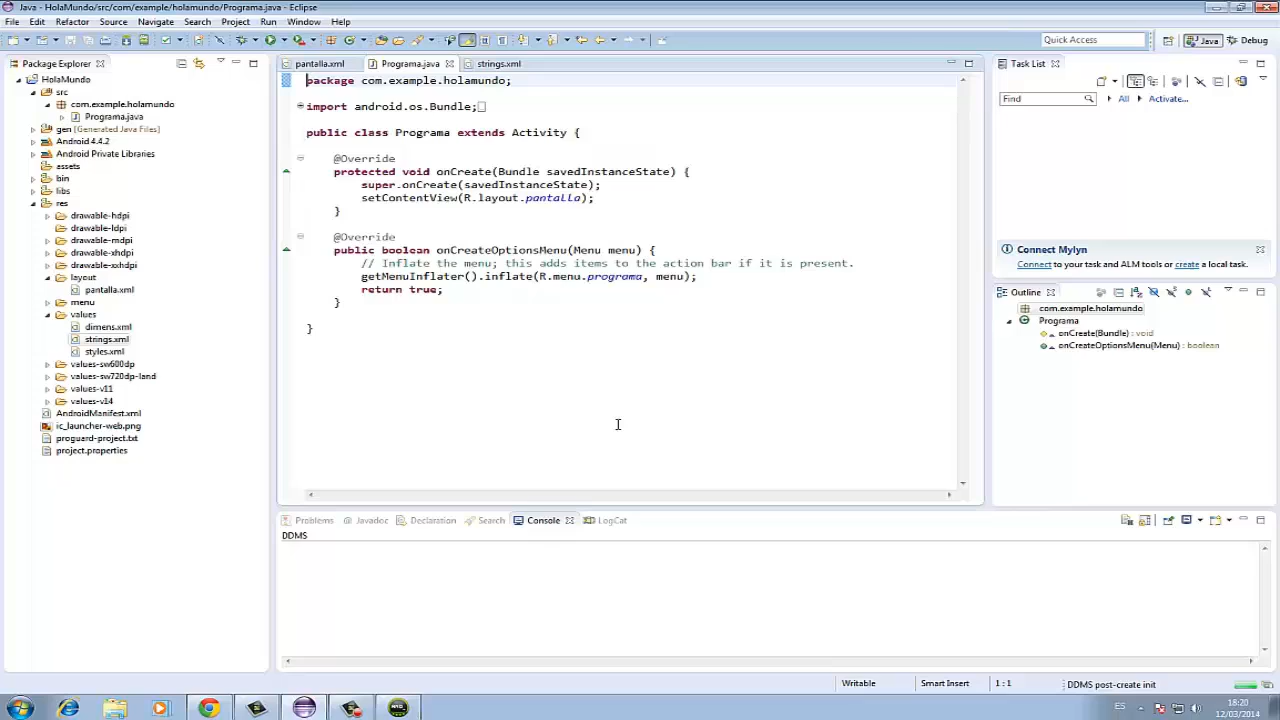 Java - HolaMundo/src/com/example/holamundo/Programa.java - Eclipse
File Edit Refactor Source Navigate Search Project Run Window Help
Quick Access Java Debug
Package Explorer
HolaMundo
src
com.example.holamundo
Programa.java
gen [Generated Java Files]
Android 4.4.2
Android Private Libraries
assets
bin
libs
res
drawable-hdpi
drawable-ldpi
drawable-mdpi
drawable-xhdpi
drawable-xxhdpi
layout
pantalla.xml
menu
values
dimens.xml
strings.xml
styles.xml
values-sw600dp
values-sw720dp-land
values-v11
values-v14
AndroidManifest.xml
ic_launcher-web.png
proguard-project.txt
project.properties
pantalla.xml Programa.java strings.xml
package com.example.holamundo;
import android.os.Bundle;
public class Programa extends Activity {
@Override
protected void onCreate(Bundle savedInstanceState) {
super.onCreate(savedInstanceState);
setContentView(R.layout.pantalla);
}
@Override
public boolean onCreateOptionsMenu(Menu menu) {
// Inflate the menu; this adds items to the action bar if it is present.
getMenuInflater().inflate(R.menu.programa, menu);
return true;
}
}
Task List
Find All Activate...
Connect Mylyn
Connect to your task and ALM tools or create a local task.
Outline
com.example.holamundo
Programa
onCreate(Bundle) : void
onCreateOptionsMenu(Menu) : boolean
Problems Javadoc Declaration Search Console LogCat
DDMS
Writable Smart Insert 1 : 1 DDMS post-create init
ES 18:20
12/03/2014